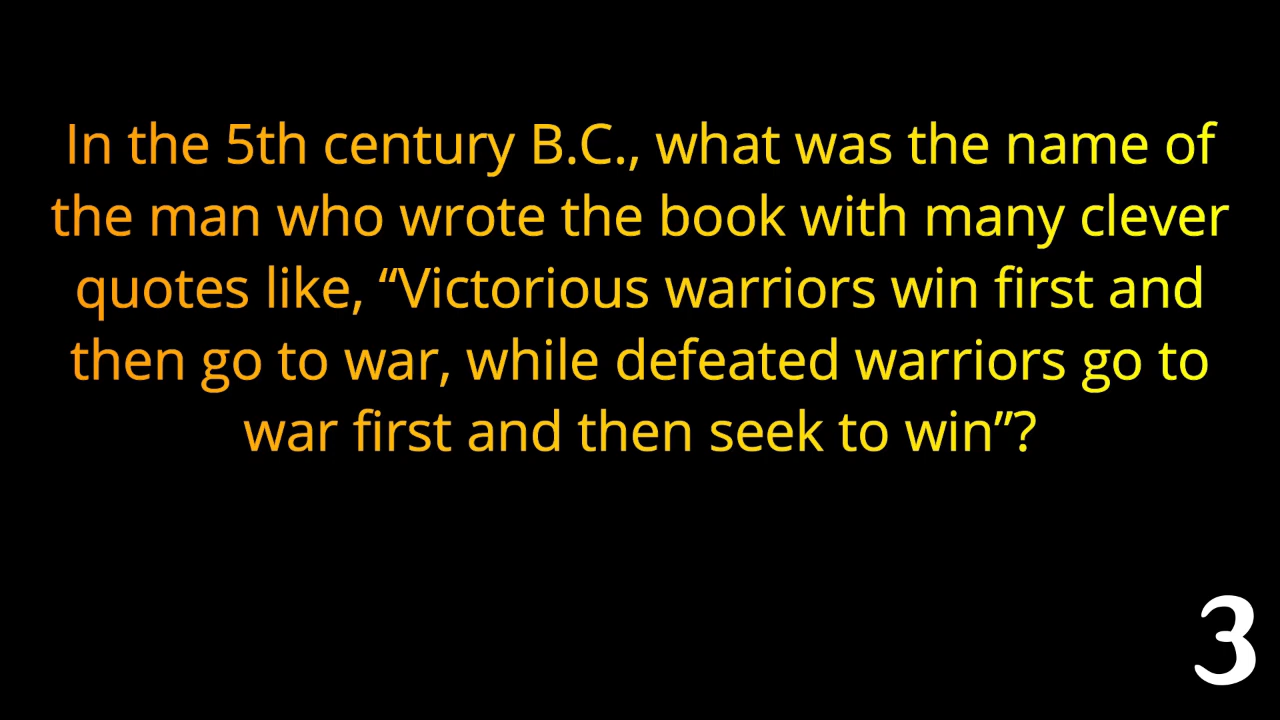 In the 5th century B.C., what was the name of
the man who wrote the book with many clever
quotes like, “Victorious warriors win first and
then go to war, while defeated warriors go to
war first and then seek to win”?
3